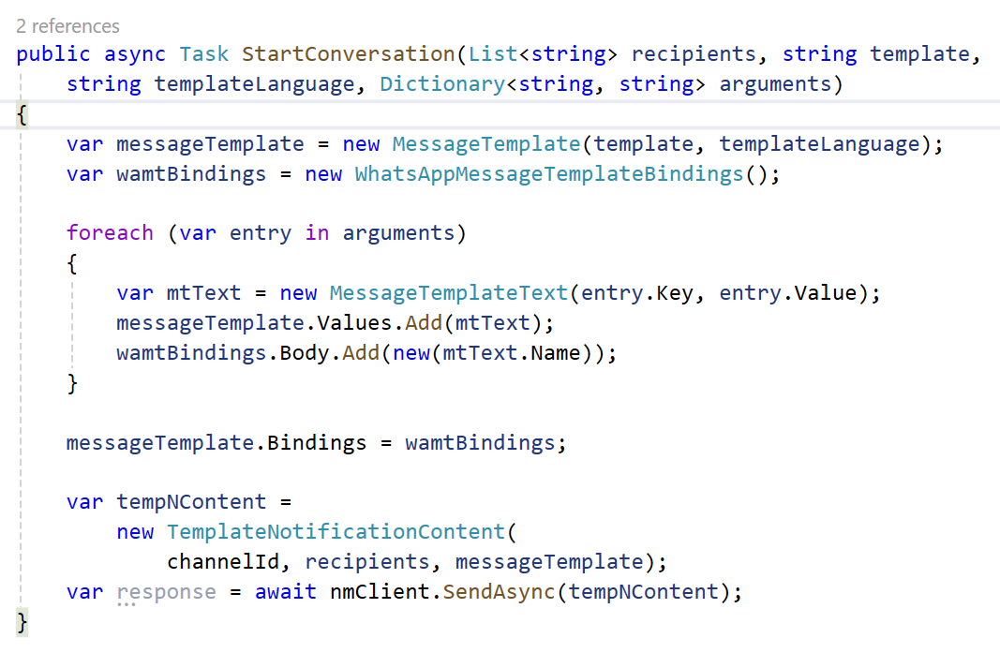 2 references
public async Task StartConversation(List<string> recipients, string template,
    string templateLanguage, Dictionary<string, string> arguments)
{
    var messageTemplate = new MessageTemplate(template, templateLanguage);
    var wamtBindings = new WhatsAppMessageTemplateBindings();

    foreach (var entry in arguments)
    {
        var mtText = new MessageTemplateText(entry.Key, entry.Value);
        messageTemplate.Values.Add(mtText);
        wamtBindings.Body.Add(new(mtText.Name));
    }

    messageTemplate.Bindings = wamtBindings;

    var tempNContent =
        new TemplateNotificationContent(
            channelId, recipients, messageTemplate);
    var response = await nmClient.SendAsync(tempNContent);
}